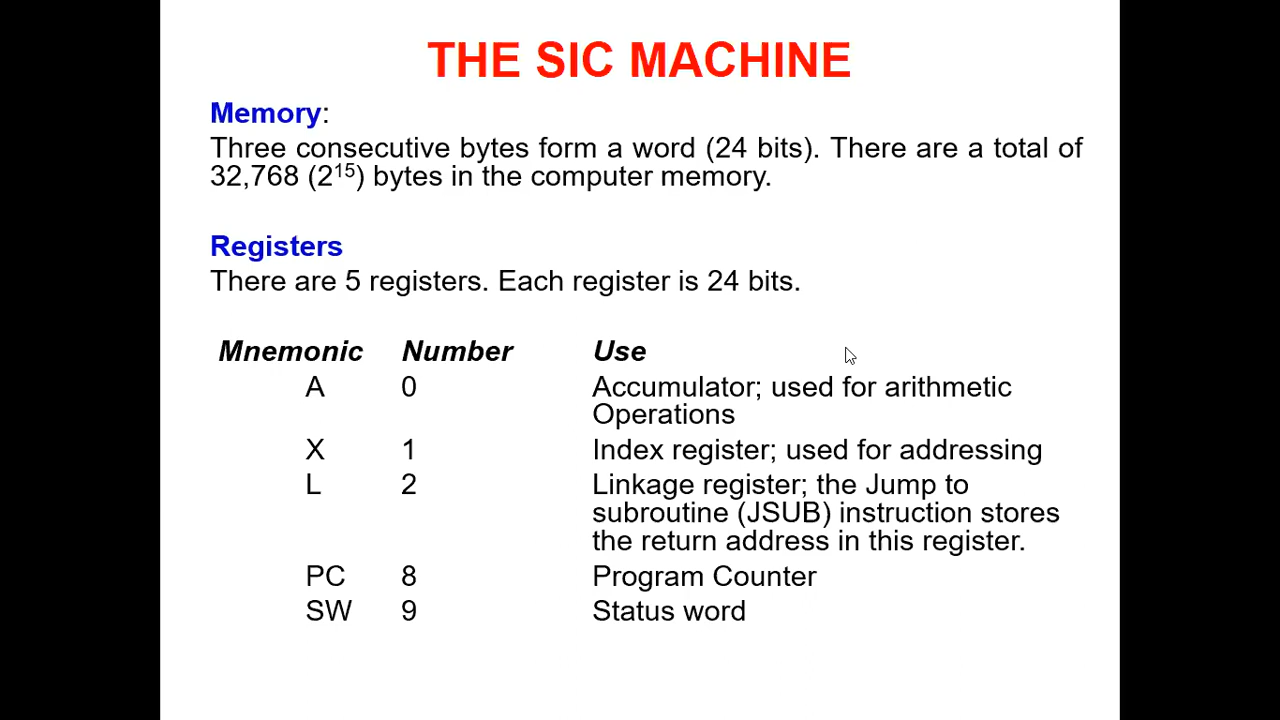 THE SIC MACHINE
Memory:
Three consecutive bytes form a word (24 bits). There are a total of
32,768 (2¹⁵) bytes in the computer memory.
Registers
There are 5 registers. Each register is 24 bits.
Mnemonic Number Use
A 0 Accumulator; used for arithmetic
Operations
X 1 Index register; used for addressing
L 2 Linkage register; the Jump to
subroutine (JSUB) instruction stores
the return address in this register.
PC 8 Program Counter
SW 9 Status word